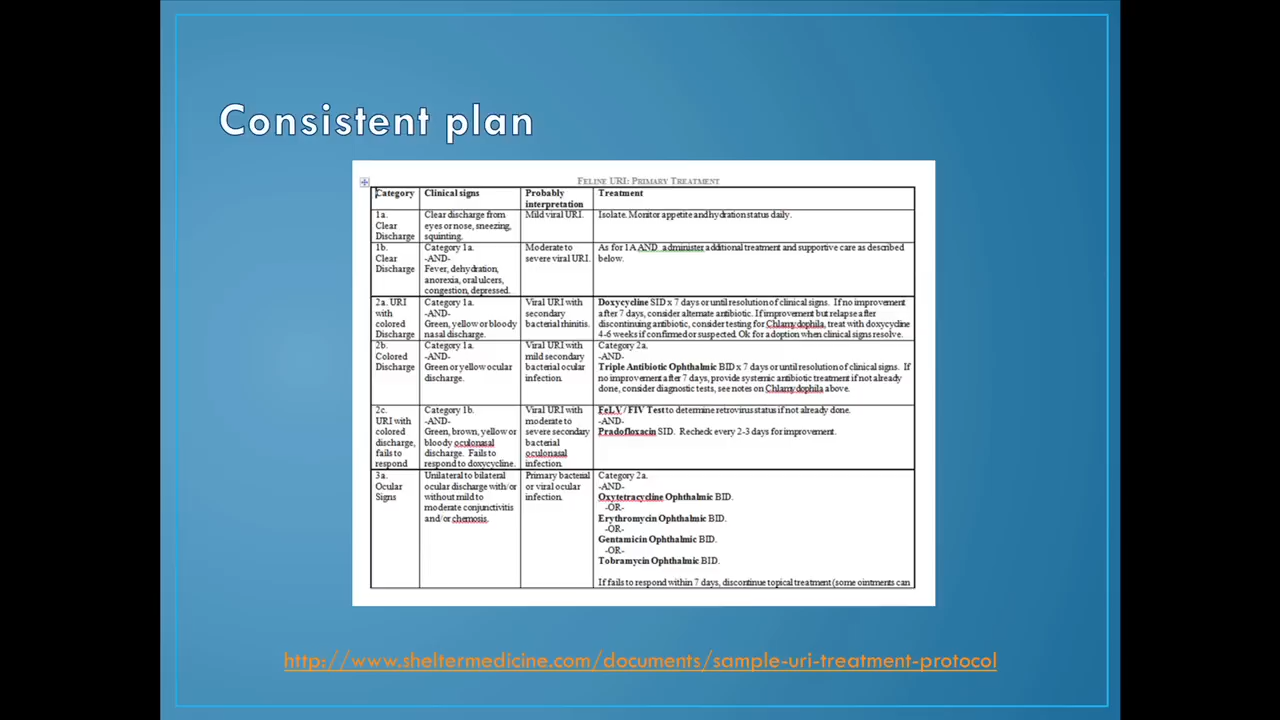 Consistent plan
FELINE URI: PRIMARY TREATMENT
Category Clinical signs Probably interpretation Treatment
1a. Clear Discharge
Clear discharge from eyes or nose, sneezing, squinting.
Mild viral URI.
Isolate. Monitor appetite and hydration status daily.
1b. Clear Discharge
Category 1a.
-AND-
Fever, dehydration, anorexia, oral ulcers, congestion, depressed.
Moderate to severe viral URI.
As for 1A AND administer additional treatment and supportive care as described
below.
2a. URI with colored Discharge
Category 1a.
-AND-
Green, yellow or bloody nasal discharge.
Viral URI with secondary bacterial rhinitis.
Doxycycline SID x 7 days or until resolution of clinical signs. If no improvement
after 7 days, consider alternate antibiotic. If improvement but relapse after
discontinuing antibiotic, consider testing for Chlamydophila, treat with doxycycline
4-6 weeks if confirmed or suspected. Ok for adoption when clinical signs resolve.
2b. Colored Discharge
Category 1a.
-AND-
Green or yellow ocular discharge.
Viral URI with mild secondary bacterial ocular infection.
Category 2a.
-AND-
Triple Antibiotic Ophthalmic BID x 7 days or until resolution of clinical signs. If
no improvement after 7 days, provide systemic antibiotic treatment if not already
done, consider diagnostic tests, see notes on Chlamydophila above.
2c. URI with colored discharge, fails to respond
Category 1b.
-AND-
Green, brown, yellow or bloody oculonasal discharge. Fails to respond to doxycycline.
Viral URI with moderate to severe secondary bacterial oculonasal infection.
FeLV / FIV Test to determine retrovirus status if not already done.
-AND-
Pradofloxacin SID. Recheck every 2-3 days for improvement.
3a. Ocular Signs
Unilateral to bilateral ocular discharge with/or without mild to moderate conjunctivitis and/or chemosis.
Primary bacterial or viral ocular infection.
Category 2a.
-AND-
Oxytetracycline Ophthalmic BID.
-OR-
Erythromycin Ophthalmic BID.
-OR-
Gentamicin Ophthalmic BID.
-OR-
Tobramycin Ophthalmic BID.
If fails to respond within 7 days, discontinue topical treatment (some ointments can
http://www.sheltermedicine.com/documents/sample-uri-treatment-protocol